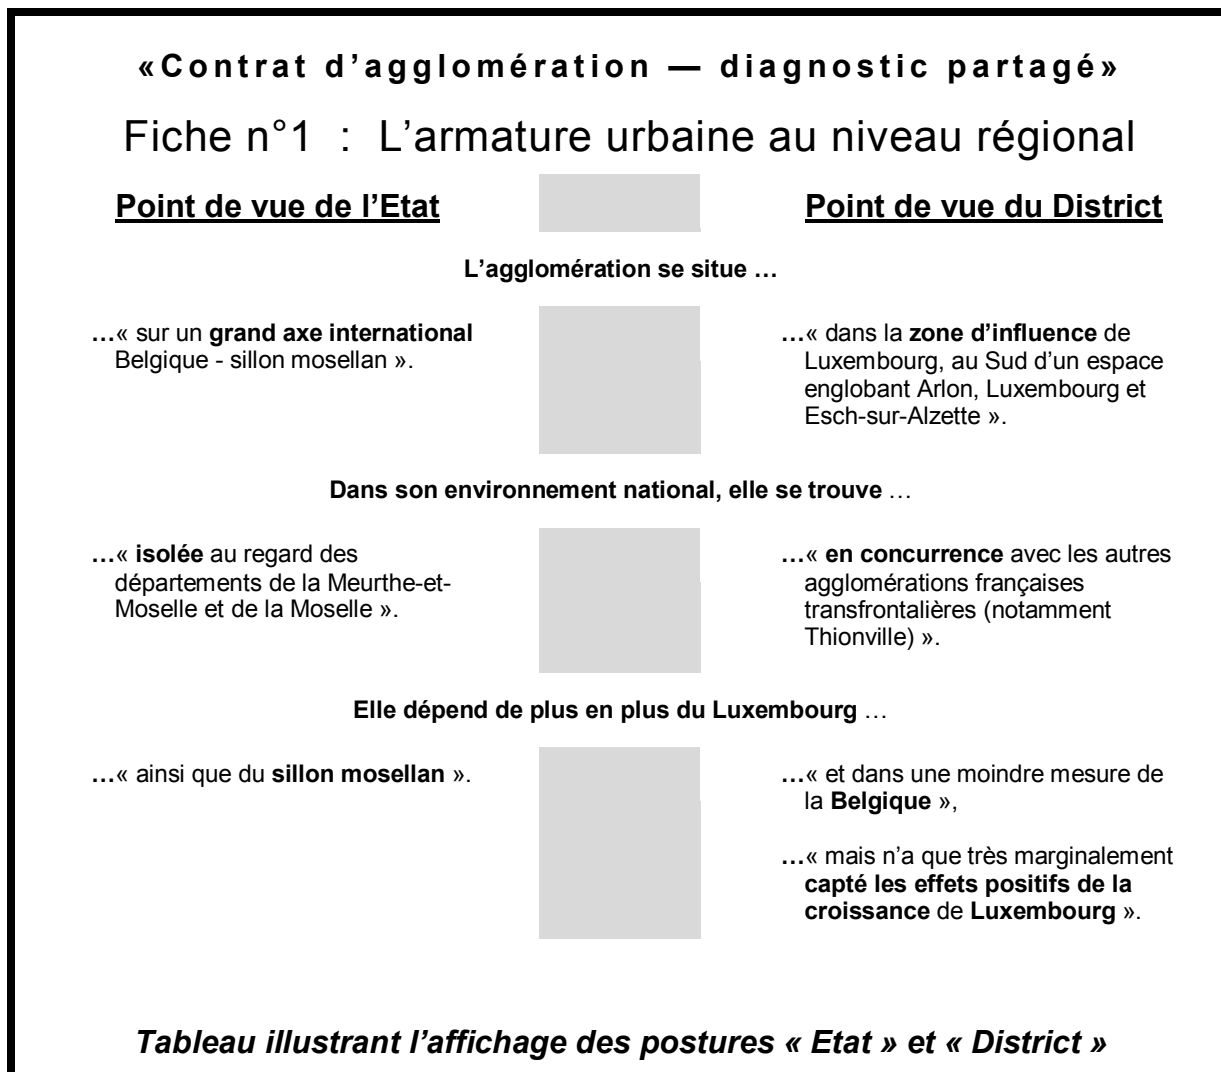 «Contrat d’agglomération — diagnostic partagé»
Fiche n°1 : L’armature urbaine au niveau régional
Point de vue de l’Etat
Point de vue du District
L’agglomération se situe …
…« sur un grand axe international
Belgique - sillon mosellan ».
…« dans la zone d’influence de
Luxembourg, au Sud d’un espace
englobant Arlon, Luxembourg et
Esch-sur-Alzette ».
Dans son environnement national, elle se trouve …
…« isolée au regard des
départements de la Meurthe-et-
Moselle et de la Moselle ».
…« en concurrence avec les autres
agglomérations françaises
transfrontalières (notamment
Thionville) ».
Elle dépend de plus en plus du Luxembourg …
…« ainsi que du sillon mosellan ».
…« et dans une moindre mesure de
la Belgique »,
…« mais n’a que très marginalement
capté les effets positifs de la
croissance de Luxembourg ».
Tableau illustrant l’affichage des postures « Etat » et « District »